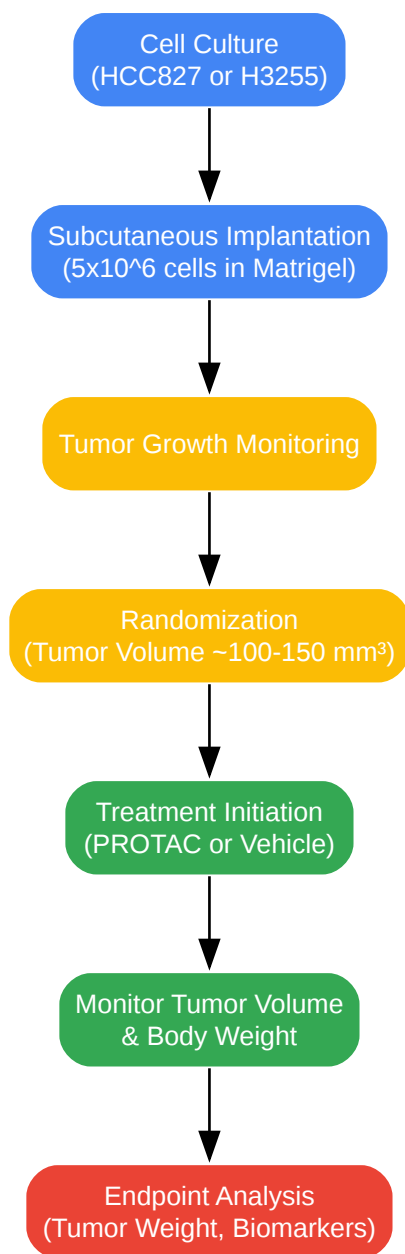 Cell Culture
(HCC827 or H3255)
Subcutaneous Implantation
(5x10^6 cells in Matrigel)
Tumor Growth Monitoring
Randomization
(Tumor Volume ~100-150 mm³)
Treatment Initiation
(PROTAC or Vehicle)
Monitor Tumor Volume
& Body Weight
Endpoint Analysis
(Tumor Weight, Biomarkers)